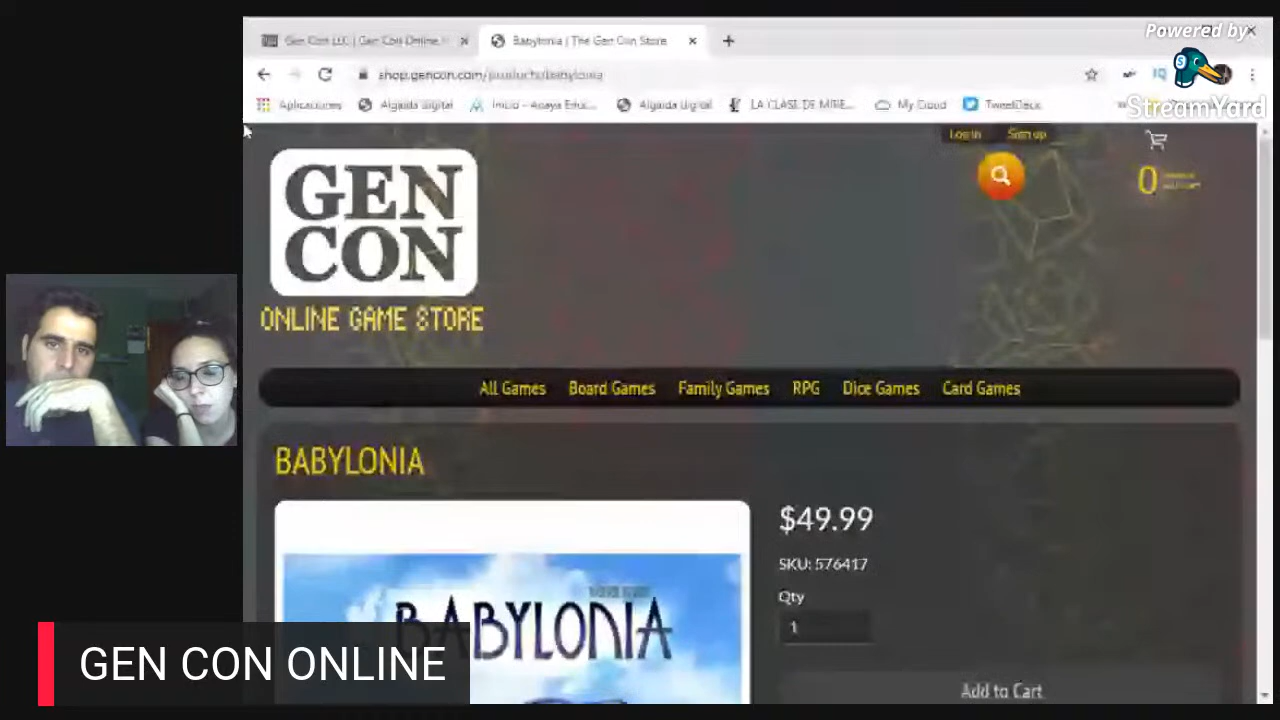 Powered by
StreamYard
Gen Con LLC | Gen Con Online
Babylonia | The Gen Con Store
shop.gencon.com/products/babylonia
Aplicaciones
Algaida digital
Inicio - Anaya Edu...
Algaida digital
LA CLASE DE MIRE...
My Cloud
TweetDeck
Log in
Sign up
GEN
CON
ONLINE GAME STORE
0
All Games Board Games Family Games RPG Dice Games Card Games
BABYLONIA
$49.99
SKU: 576417
Qty
1
Add to Cart
BABYLONIA
GEN CON ONLINE